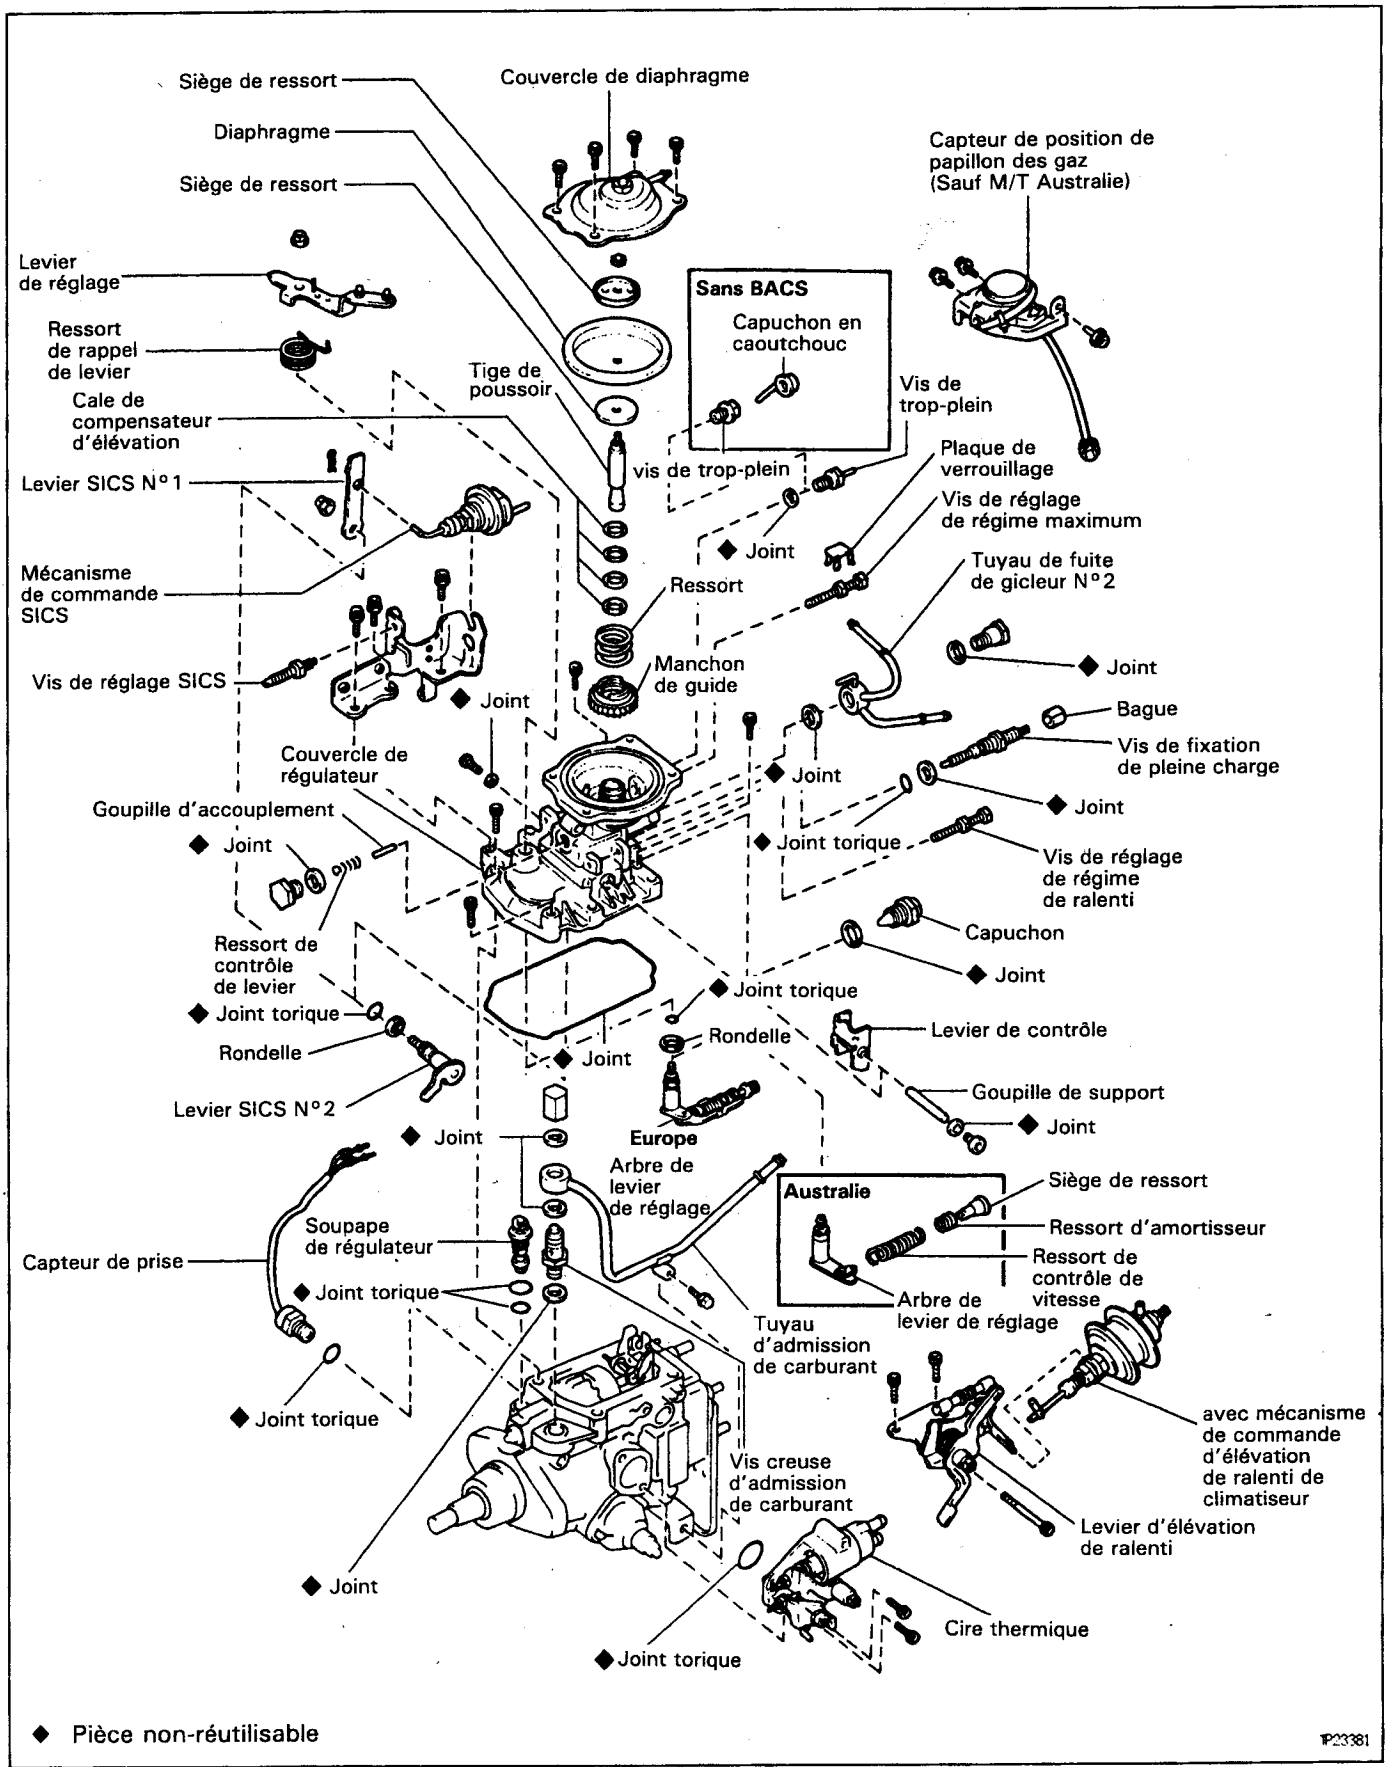 Siège de ressort
Couvercle de diaphragme
Diaphragme
Capteur de position de
papillon des gaz
(Sauf M/T Australie)
Siège de ressort
Levier
de réglage
Sans BACS
Capuchon en
caoutchouc
Ressort
de rappel
de levier
Tige de
poussoir
Vis de
trop-plein
Cale de
compensateur
d'élévation
vis de trop-plein
Plaque de
verrouillage
Levier SICS N°1
Vis de réglage
de régime maximum
◆ Joint
Tuyau de fuite
de gicleur N°2
Mécanisme
de commande
SICS
Ressort
◆ Joint
Vis de réglage SICS
Manchon
de guide
◆ Joint
Bague
Couvercle de
régulateur
Vis de fixation
de pleine charge
◆ Joint
Goupille d'accouplement
◆ Joint
◆ Joint
◆ Joint torique
Vis de réglage
de régime
de ralenti
Ressort de
contrôle
de levier
Capuchon
◆ Joint
◆ Joint torique
◆ Joint torique
Rondelle
Rondelle
Levier de contrôle
◆ Joint
Levier SICS N°2
Goupille de support
◆ Joint
◆ Joint
Europe
Arbre de
levier
de réglage
Australie
Siège de ressort
Ressort d'amortisseur
Soupape
de régulateur
Capteur de prise
Ressort de
contrôle de
vitesse
◆ Joint torique
Arbre de
levier de réglage
Tuyau
d'admission
de carburant
◆ Joint torique
avec mécanisme
de commande
d'élévation
de ralenti de
climatiseur
Vis creuse
d'admission
de carburant
Levier d'élévation
de ralenti
◆ Joint
Cire thermique
◆ Joint torique
◆ Pièce non-réutilisable
1P23381